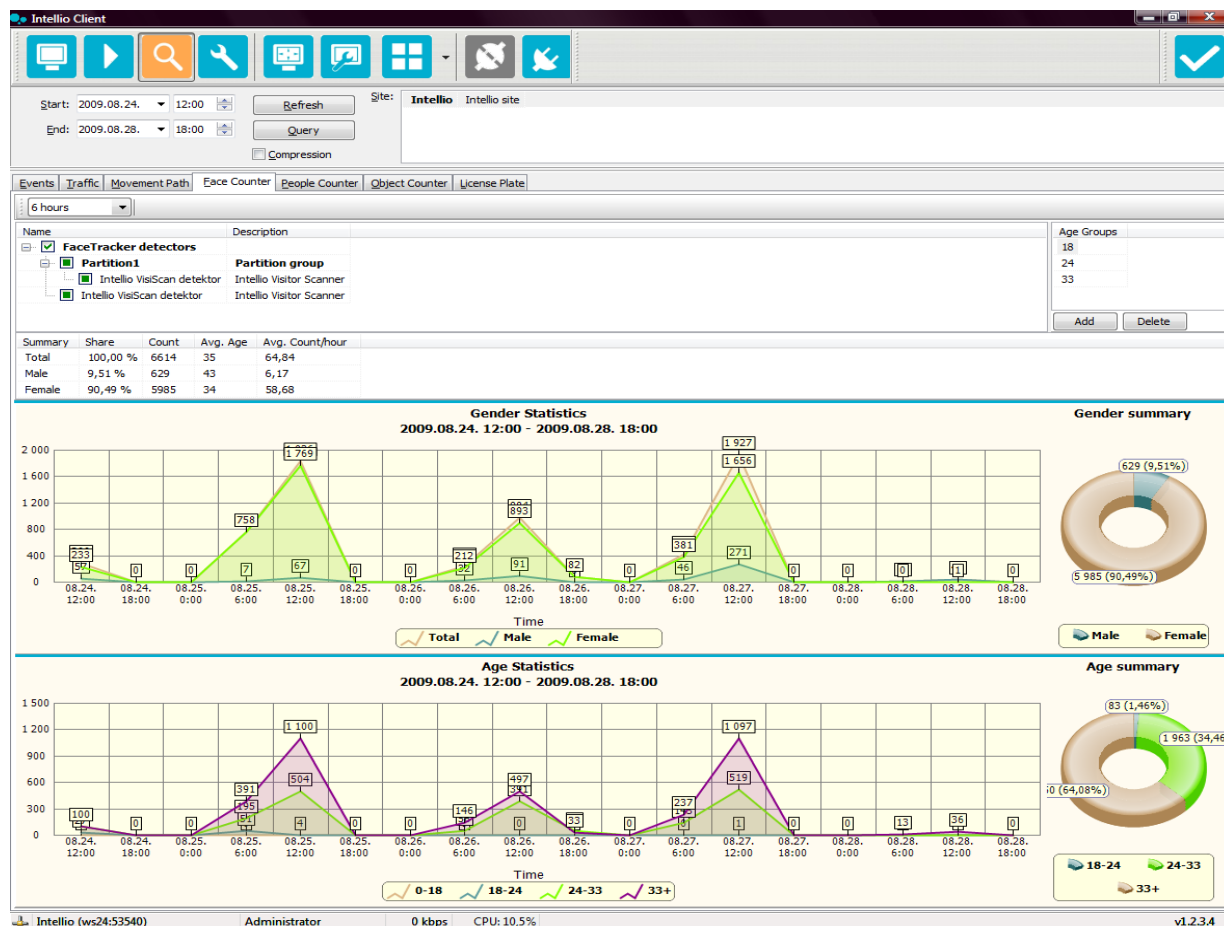 Intellio Client
Start: 2009.08.24. 12:00 Refresh Site: Intellio Intellio site
End: 2009.08.28. 18:00 Query
Compression
Events Traffic Movement Path Face Counter People Counter Object Counter License Plate
6 hours
Name Description Age Groups
FaceTracker detectors 18
Partition1 Partition group 24
Intellio VisiScan detektor Intellio Visitor Scanner 33
Intellio VisiScan detektor Intellio Visitor Scanner
Add Delete
Summary Share Count Avg. Age Avg. Count/hour
Total 100,00 % 6614 35 64,84
Male 9,51 % 629 43 6,17
Female 90,49 % 5985 34 58,68
Gender Statistics
2009.08.24. 12:00 - 2009.08.28. 18:00
Gender summary
2 000
1 600
1 200
800
400
0
233 0 0 758 1 769 0 0 212 893 82 0 381 1 927 0 0 0 1 0
1 656
7 67 91 46 271
08.24. 08.24. 08.25. 08.25. 08.25. 08.25. 08.26. 08.26. 08.26. 08.26. 08.27. 08.27. 08.27. 08.27. 08.28. 08.28. 08.28. 08.28.
12:00 18:00 0:00 6:00 12:00 18:00 0:00 6:00 12:00 18:00 0:00 6:00 12:00 18:00 0:00 6:00 12:00 18:00
Time
Total Male Female
629 (9,51%)
5 985 (90,49%)
Male Female
Age Statistics
2009.08.24. 12:00 - 2009.08.28. 18:00
Age summary
1 500
1 200
900
600
300
0
100 0 0 391 1 100 0 0 146 497 33 0 237 1 097 0 0 13 36 0
195 504 519
4 0 1
08.24. 08.24. 08.25. 08.25. 08.25. 08.25. 08.26. 08.26. 08.26. 08.26. 08.27. 08.27. 08.27. 08.27. 08.28. 08.28. 08.28. 08.28.
12:00 18:00 0:00 6:00 12:00 18:00 0:00 6:00 12:00 18:00 0:00 6:00 12:00 18:00 0:00 6:00 12:00 18:00
Time
0-18 18-24 24-33 33+
83 (1,46%)
1 963 (34,46
(64,08%)
18-24 24-33
33+
Intellio (ws24:53540) Administrator 0 kbps CPU: 10,5% v1.2.3.4